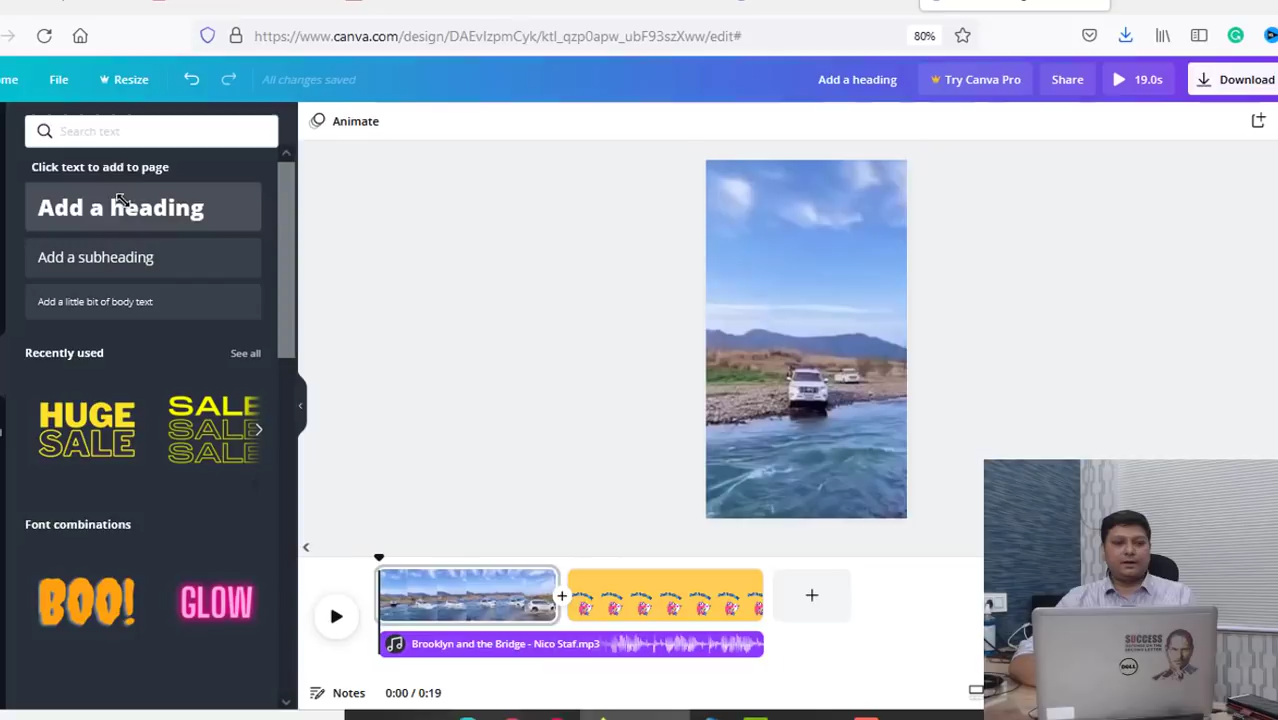 https://www.canva.com/design/DAEvIzpmCyk/ktl_qzp0apw_ubF93szXww/edit#
80%
File
Resize
All changes saved
Add a heading
Try Canva Pro
Share
19.0s
Download
Search text
Animate
Click text to add to page
Add a heading
Add a subheading
Add a little bit of body text
Recently used
See all
HUGE
SALE
SALE
SALE
SALE
Font combinations
BOO!
GLOW
Brooklyn and the Bridge - Nico Staf.mp3
Notes
0:00 / 0:19
SUCCESS
DELL